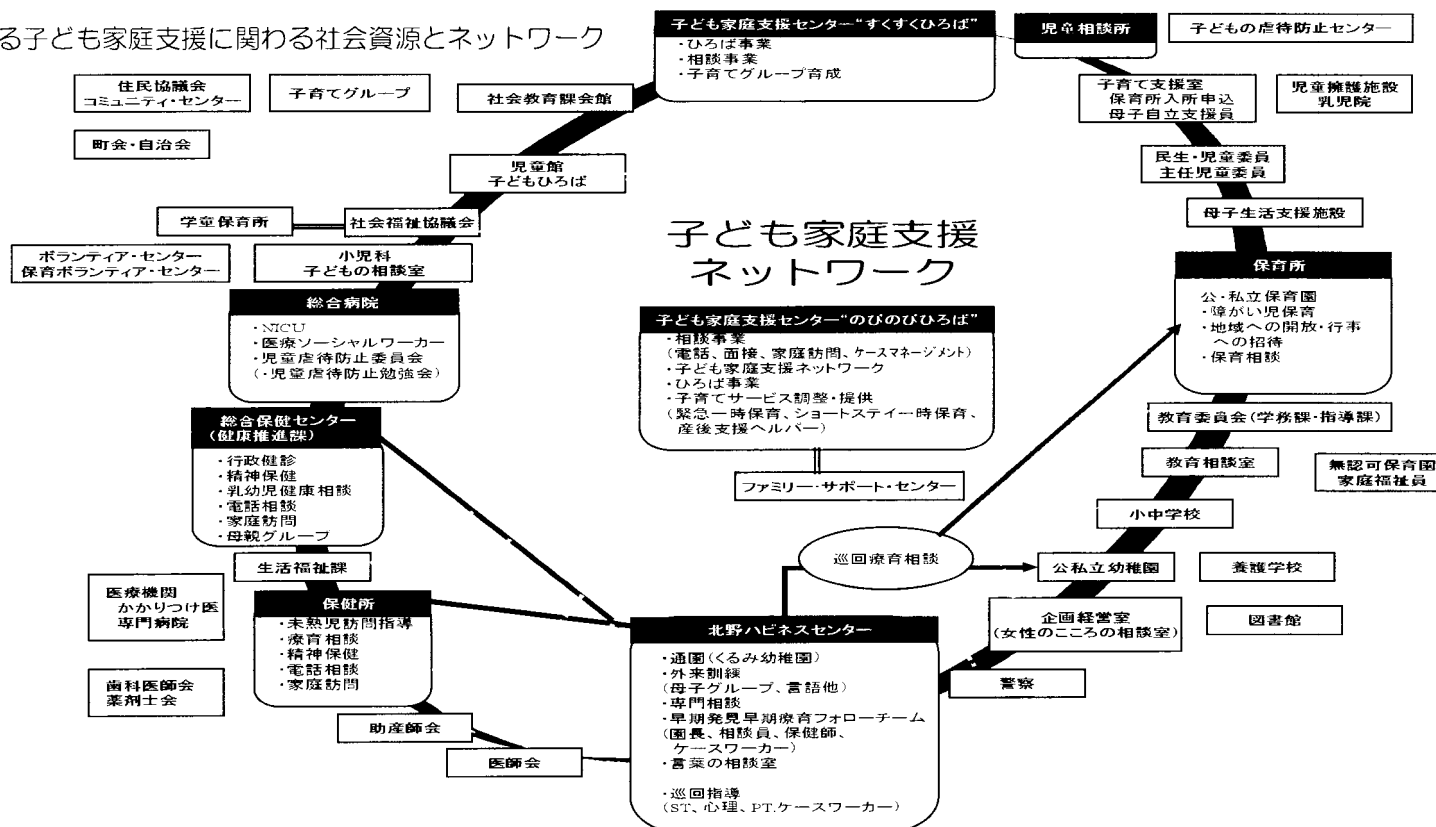 る子ども家庭支援に関わる社会資源とネットワーク
子ども家庭支援センター“すくすくひろば”
・ひろば事業
・相談事業
・子育てグループ育成
児童相談所
子どもの虐待防止センター
住民協議会
コミュニティ・センター
子育てグループ
社会教育課会館
子育て支援室
保育所入所申込
母子自立支援員
児童擁護施設
乳児院
町会・自治会
児童館
子どもひろば
民生・児童委員
主任児童委員
学童保育所
社会福祉協議会
母子生活支援施設
子ども家庭支援
ネットワーク
ボランティア・センター
保育ボランティア・センター
小児科
子どもの相談室
総合病院
・NICU
・医療ソーシャルワーカー
・児童虐待防止委員会
(・児童虐待防止勉強会)
保育所
公・私立保育園
・障がい児保育
・地域への開放・行事
への招待
・保育相談
子ども家庭支援センター“のびのびひろば”
・相談事業
(電話、面接、家庭訪問、ケースマネージメント)
・子ども家庭支援ネットワーク
・ひろば事業
・子育てサービス調整・提供
(緊急一時保育、ショートステイ一時保育、
産後支援ヘルパー)
ファミリー・サポート・センター
総合保健センター
(健康推進課)
・行政健診
・精神保健
・乳幼児健康相談
・電話相談
・家庭訪問
・母親グループ
教育委員会(学務課・指導課)
教育相談室
無認可保育園
家庭福祉員
小中学校
巡回療育相談
公私立幼稚園
養護学校
生活福祉課
医療機関
かかりつけ医
専門病院
保健所
・未熟児訪問指導
・療育相談
・精神保健
・電話相談
・家庭訪問
企画経営室
(女性のこころの相談室)
図書館
北野ハピネスセンター
・通園(くるみ幼稚園)
・外来訓練
(母子グループ、言語他)
・専門相談
・早期発見早期療育フォローチーム
(園長、相談員、保健師、
ケースワーカー)
・言葉の相談室
・巡回指導
(ST、心理、PT.ケースワーカー)
警察
歯科医師会
薬剤士会
助産師会
医師会